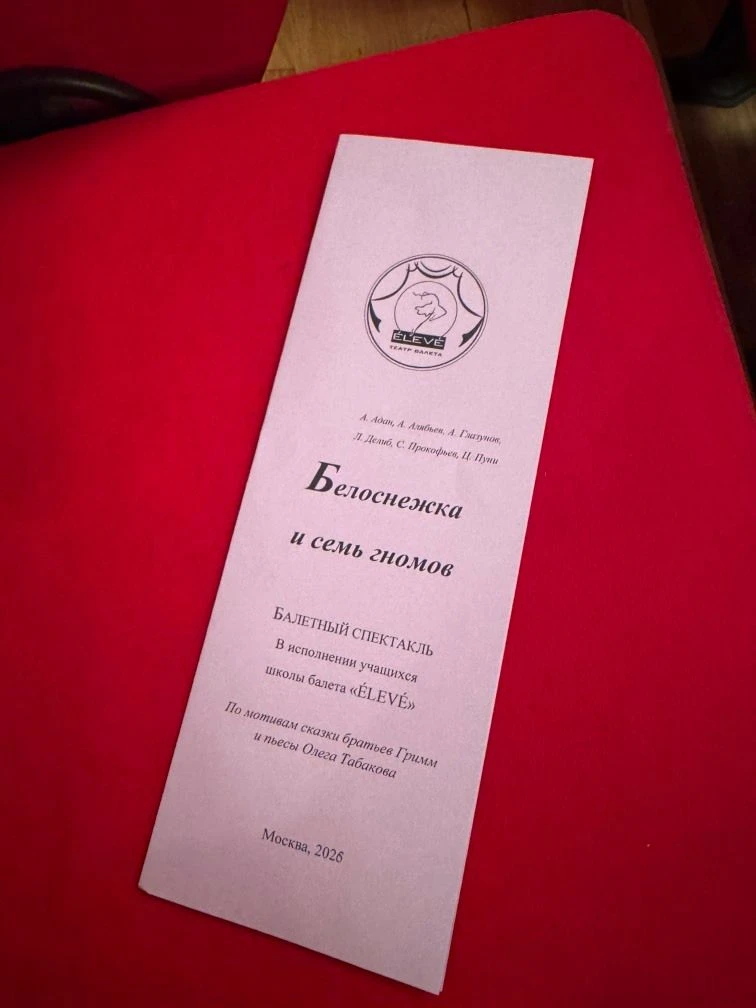 ÉLEVÉ
ТЕАТР БАЛЕТА
А. Адан, А. Алябьев, А. Глазунов,
Л. Делиб, С. Прокофьев, Ц. Пуни
Белоснежка
и семь гномов
БАЛЕТНЫЙ СПЕКТАКЛЬ
В исполнении учащихся
школы балета «ÉLEVÉ»
По мотивам сказки братьев Гримм
и пьесы Олега Табакова
Москва, 2026